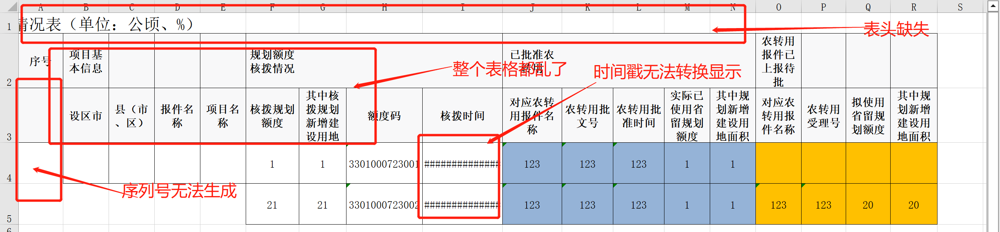 A B C D E F G H I J K L M N O P Q R S
1 情况表（单位：公顷、%）
表头缺失
序号
项目基
本信息
规划额度
核拨情况
已批准农
转用
农转用
报件已
上报待
批
2
整个表格都乱了
时间戳无法转换显示
设区市
县（市
、区）
报件名
称
项目名
称
核拨规划
额度
其中核
拨规划
新增建
设用地
额度码
核拨时间
对应农转
用报件名
称
农转用批
文号
农转用批
准时间
实际已
使用省
留规划
额度
其中规
划新增
建设用
地面积
对应农
转用报
件名称
农转用
受理号
拟使用
省留规
划额度
其中规
划新增
建设用
地面积
3
4 1 1 3301000723001 ############## 123 123 123 1 1
序列号无法生成
5 21 21 3301000723002 ############## 123 123 123 1 1 123 123 20 20
6